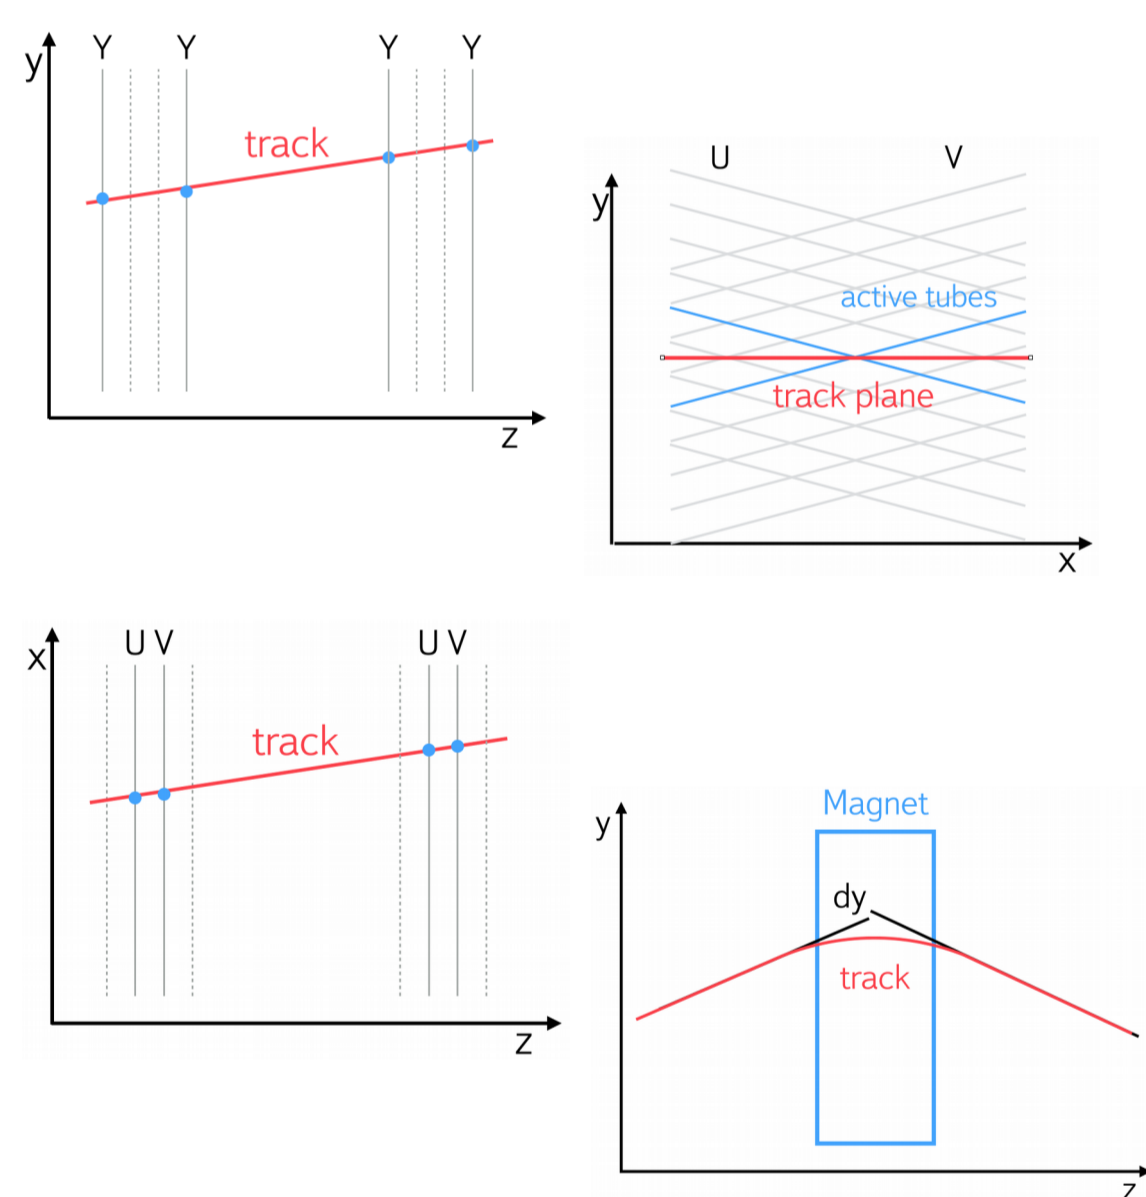 Y Y Y Y
y
track
z
U V
y
active tubes
track plane
x
U V U V
x
track
z
Magnet
y
dy
track
z